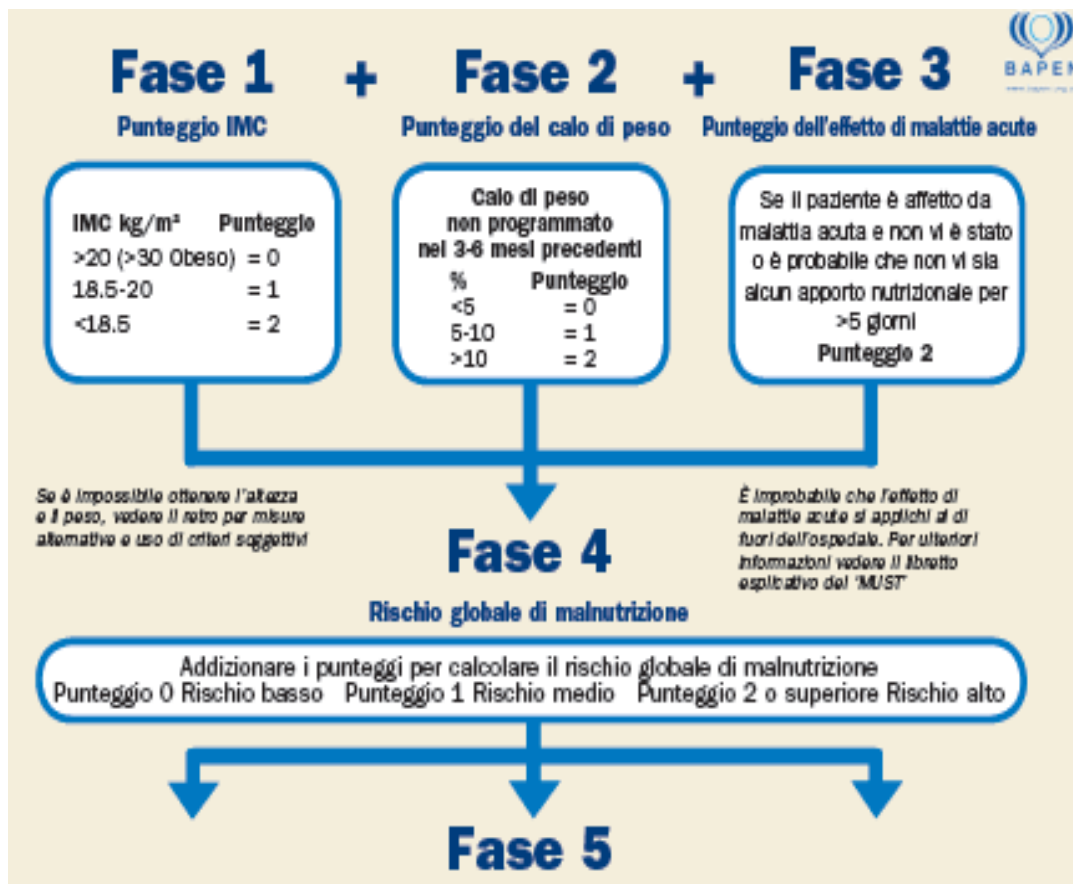 Fase 1 + Fase 2 + Fase 3
BAPEN
Punteggio IMC
Punteggio del calo di peso
Punteggio dell'effetto di malattie acute
IMC kg/m² Punteggio
>20 (>30 Obeso) = 0
18.5-20 = 1
<18.5 = 2
Calo di peso
non programmato
nei 3-6 mesi precedenti
% Punteggio
<5 = 0
5-10 = 1
>10 = 2
Se il paziente è affetto da
malattia acuta e non vi è stato
o è probabile che non vi sia
alcun apporto nutrizionale per
>5 giorni
Punteggio 2
Se è impossibile ottenere l'altezza
e il peso, vedere il retro per misure
alternative e uso di criteri soggettivi
È improbabile che l'effetto di
malattie acute si applichi al di
fuori dell'ospedale. Per ulteriori
informazioni vedere il libretto
esplicativo del 'MUST'
Fase 4
Rischio globale di malnutrizione
Addizionare i punteggi per calcolare il rischio globale di malnutrizione
Punteggio 0 Rischio basso Punteggio 1 Rischio medio Punteggio 2 o superiore Rischio alto
Fase 5